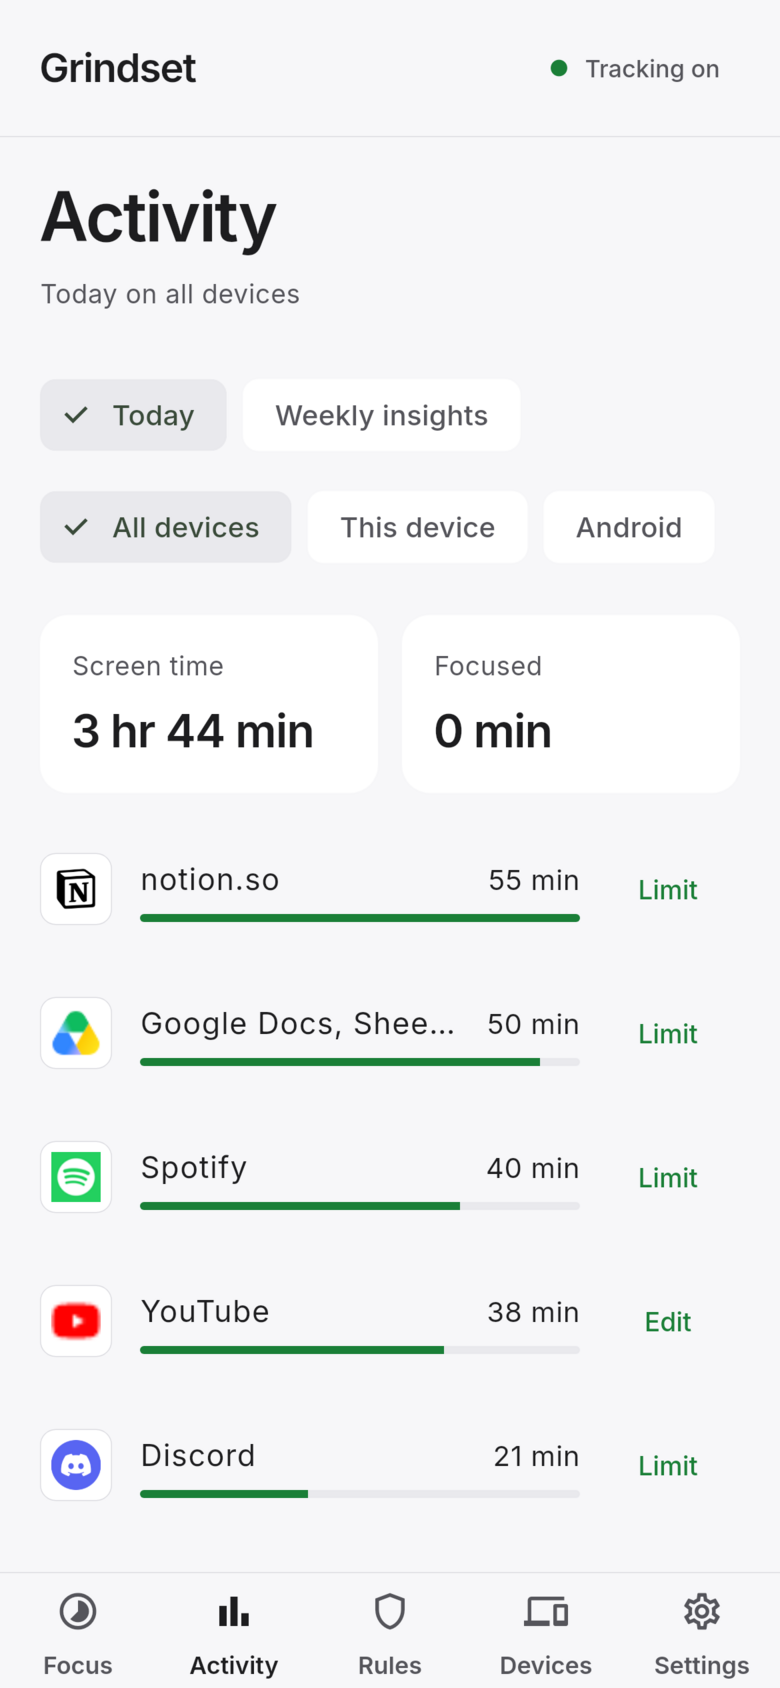 Grindset
Tracking on
Activity
Today on all devices
Today
Weekly insights
All devices
This device
Android
Screen time
3 hr 44 min
Focused
0 min
N
notion.so
55 min
Limit
Google Docs, Shee...
50 min
Limit
Spotify
40 min
Limit
YouTube
38 min
Edit
Discord
21 min
Limit
Focus
Activity
Rules
Devices
Settings